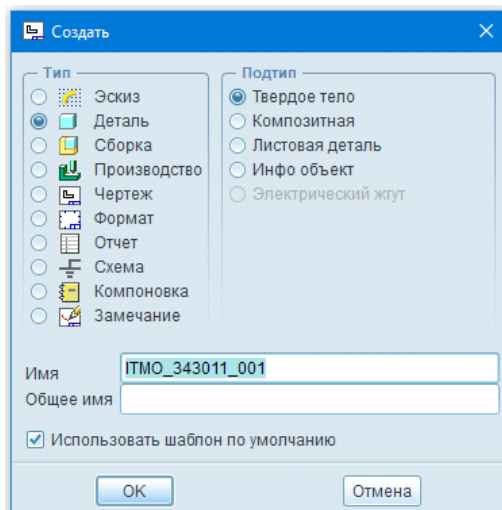 Создать
Тип
Эскиз
Деталь
Сборка
Производство
Чертеж
Формат
Отчет
Схема
Компоновка
Замечание
Подтип
Твердое тело
Композитная
Листовая деталь
Инфо объект
Электрический жгут
Имя ITMO_343011_001
Общее имя
Использовать шаблон по умолчанию
OK Отмена